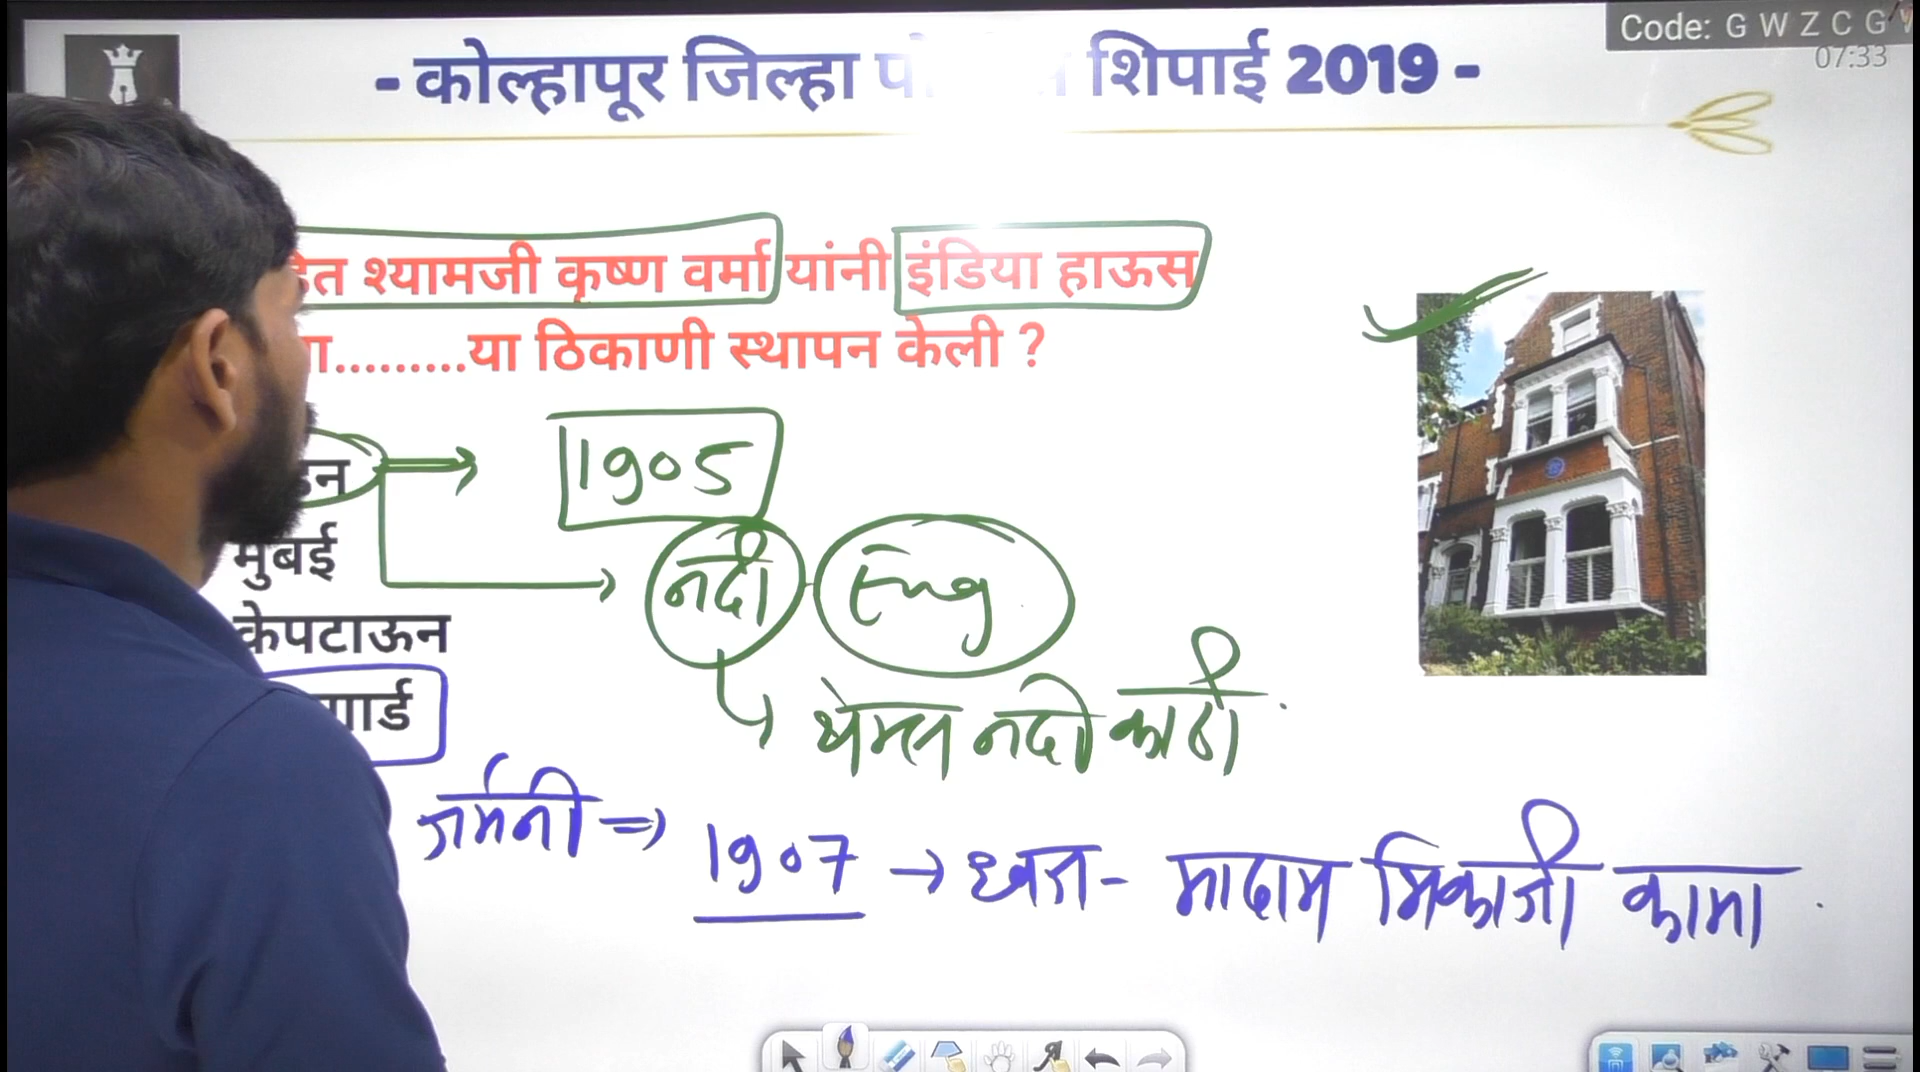 Code: G W Z C G
07:33
- कोल्हापूर जिल्हा शिपाई 2019 -
श्यामजी कृष्ण वर्मा यांनी इंडिया हाऊस
.........या ठिकाणी स्थापन केली ?
1905
मुंबई
नदी Eng
केपटाऊन
थेम्स नदी काठी
जर्मनी ⇒ 1907 → ध्वज - मादाम भिकाजी कामा